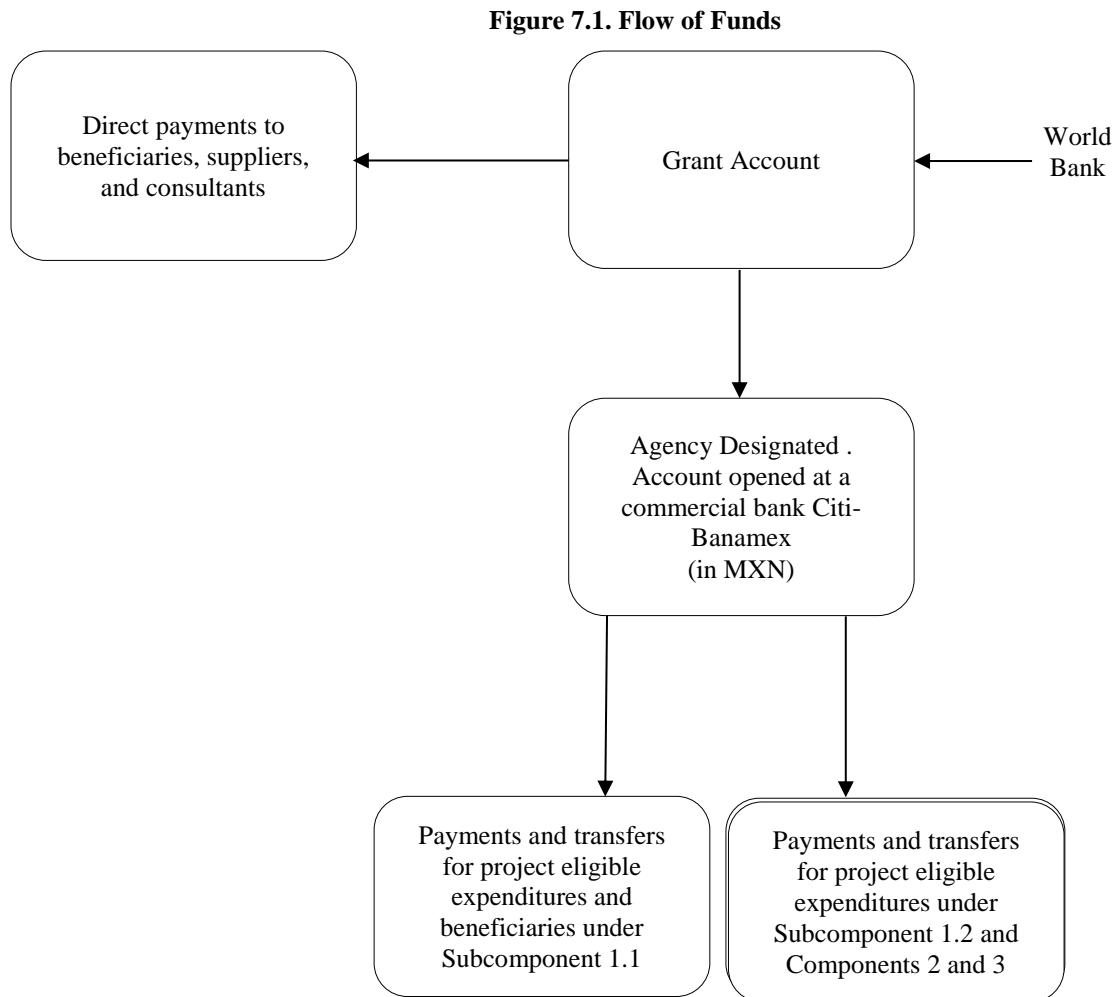 Figure 7.1. Flow of Funds
Direct payments to
beneficiaries, suppliers,
and consultants
Grant Account
World
Bank
Agency Designated .
Account opened at a
commercial bank Citi-
Banamex
(in MXN)
Payments and transfers
for project eligible
expenditures and
beneficiaries under
Subcomponent 1.1
Payments and transfers
for project eligible
expenditures under
Subcomponent 1.2 and
Components 2 and 3